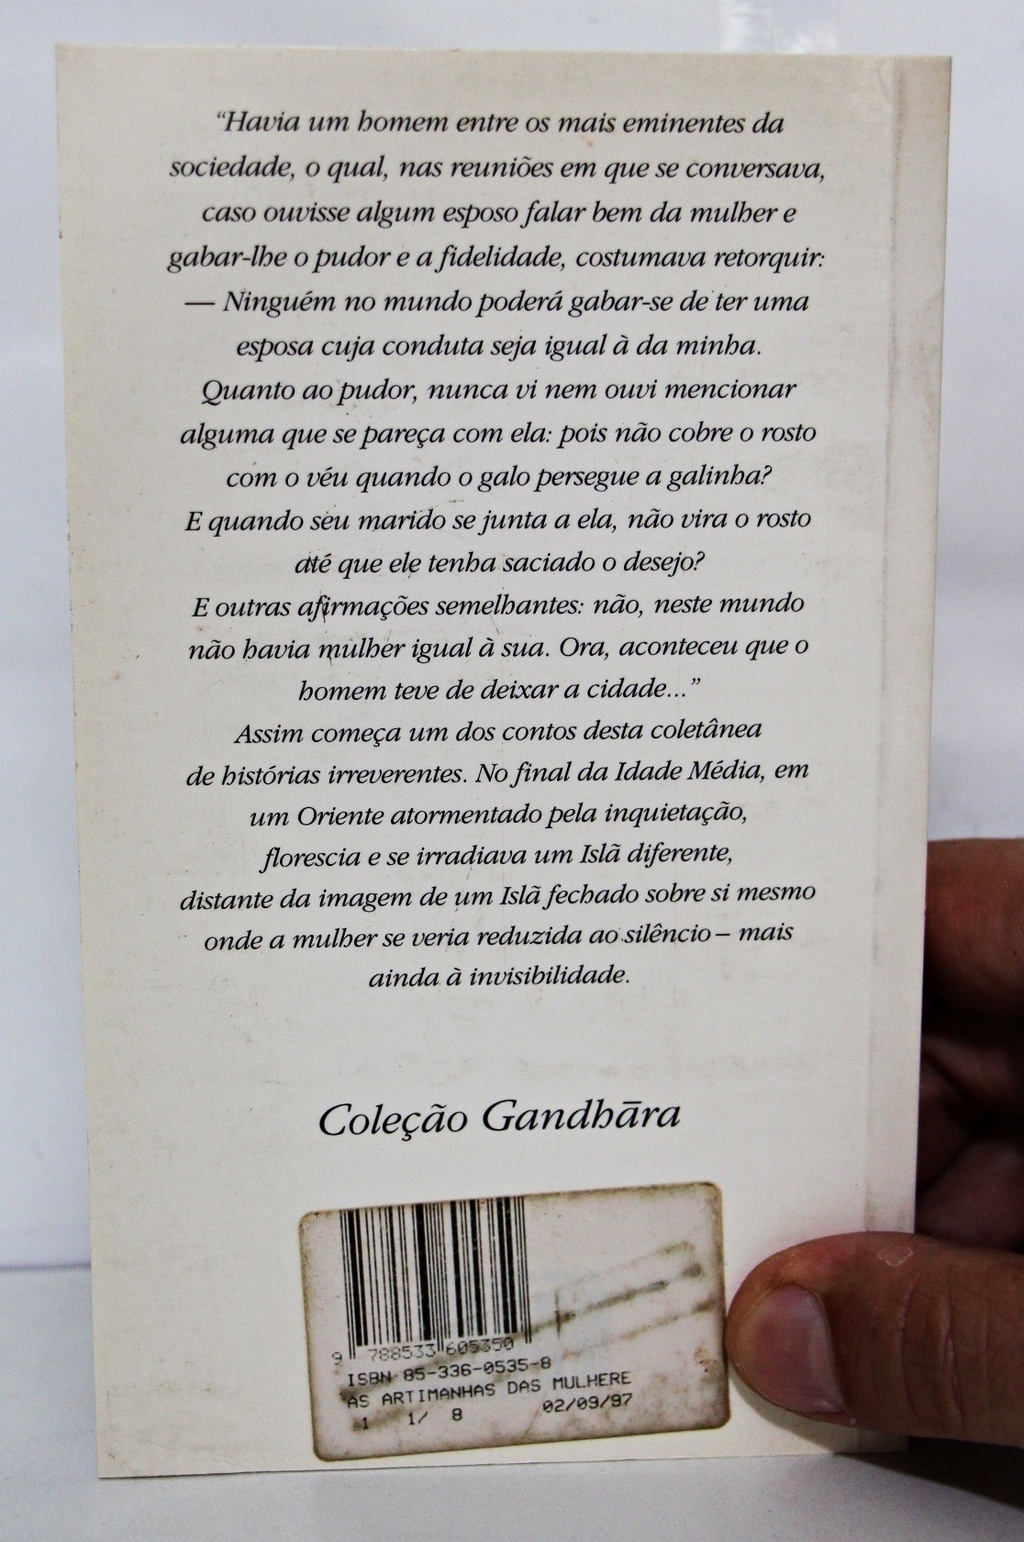 “Havia um homem entre os mais eminentes da
sociedade, o qual, nas reuniões em que se conversava,
caso ouvisse algum esposo falar bem da mulher e
gabar-lhe o pudor e a fidelidade, costumava retorquir:
— Ninguém no mundo poderá gabar-se de ter uma
esposa cuja conduta seja igual à da minha.
Quanto ao pudor, nunca vi nem ouvi mencionar
alguma que se pareça com ela: pois não cobre o rosto
com o véu quando o galo persegue a galinha?
E quando seu marido se junta a ela, não vira o rosto
até que ele tenha saciado o desejo?
E outras afirmações semelhantes: não, neste mundo
não havia mulher igual à sua. Ora, aconteceu que o
homem teve de deixar a cidade...”
Assim começa um dos contos desta coletânea
de histórias irreverentes. No final da Idade Média, em
um Oriente atormentado pela inquietação,
florescia e se irradiava um Islã diferente,
distante da imagem de um Islã fechado sobre si mesmo
onde a mulher se veria reduzida ao silêncio – mais
ainda à invisibilidade.
Coleção Gandhāra
9 788533 605350
ISBN 85-336-0535-8
AS ARTIMANHAS DAS MULHERE
1 1/ 8 02/09/97